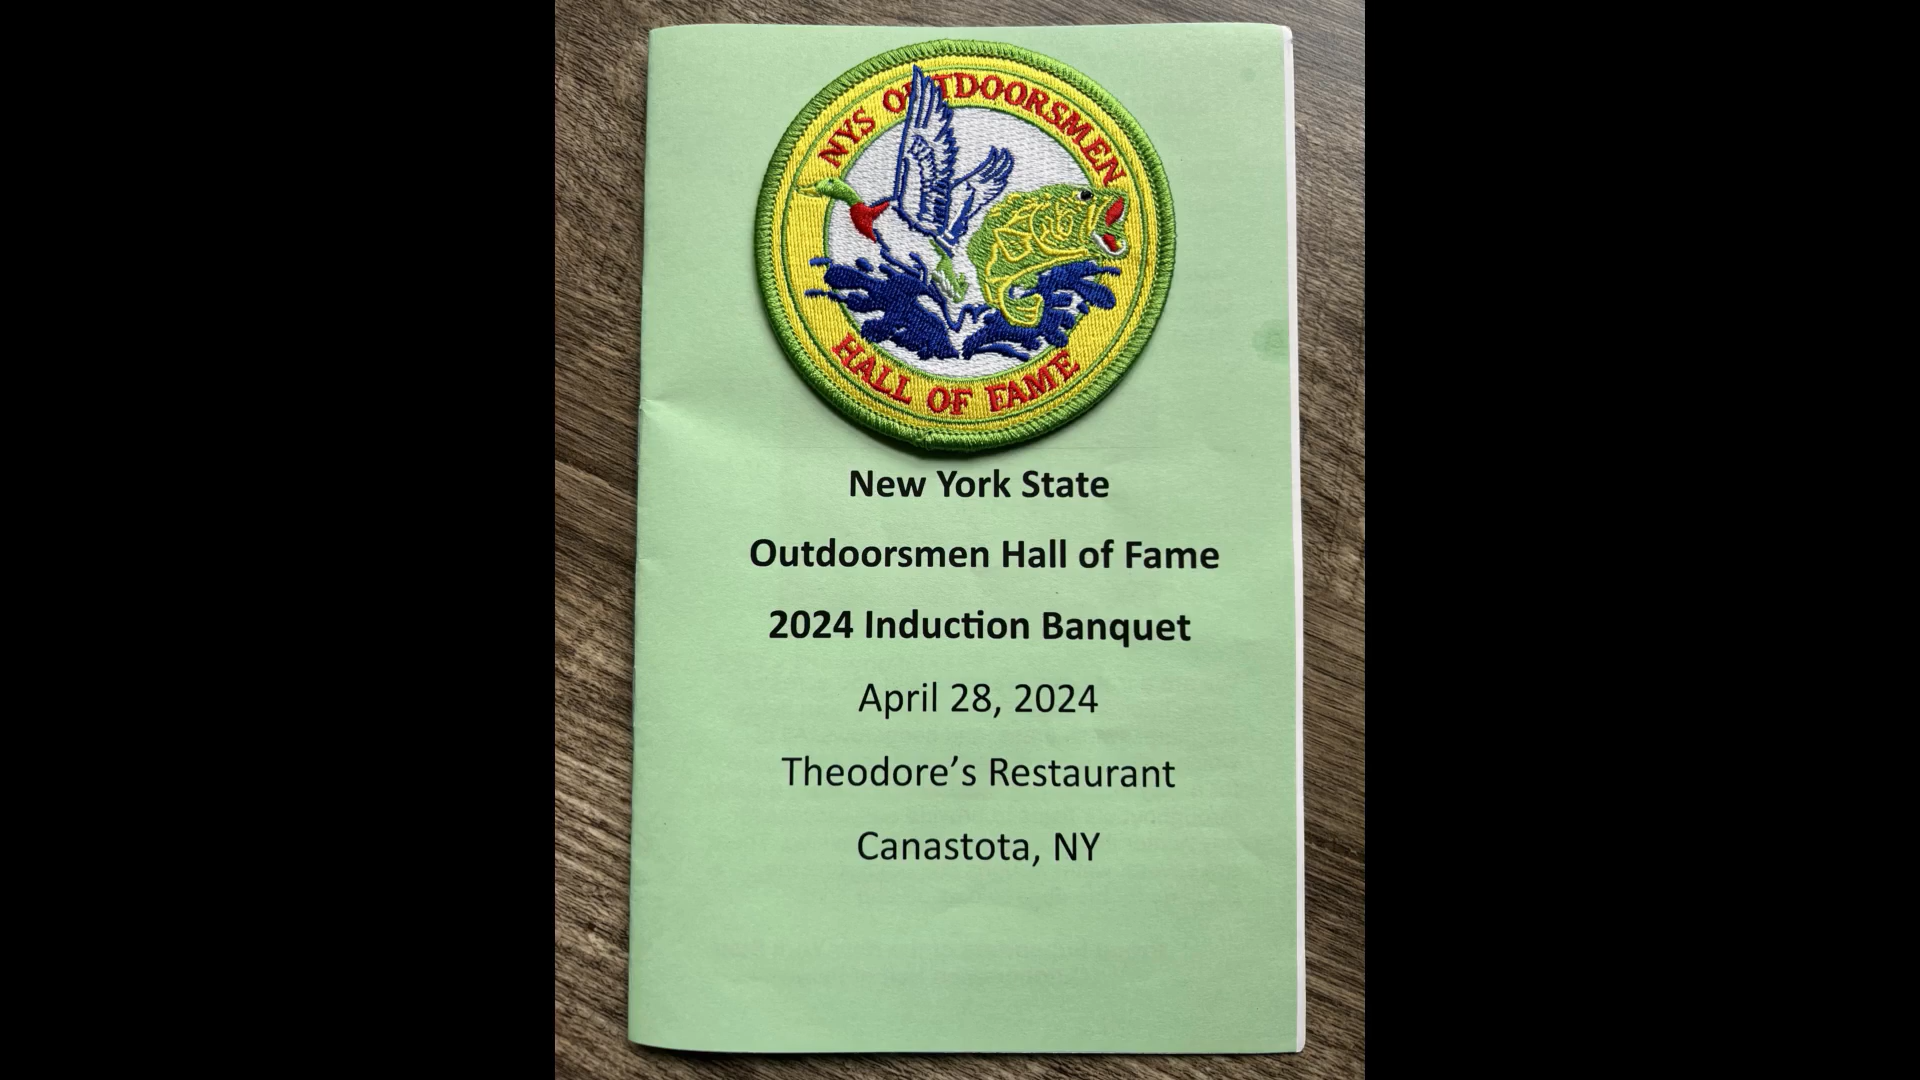 NYS OUTDOORSMEN
HALL OF FAME
New York State
Outdoorsmen Hall of Fame
2024 Induction Banquet
April 28, 2024
Theodore’s Restaurant
Canastota, NY